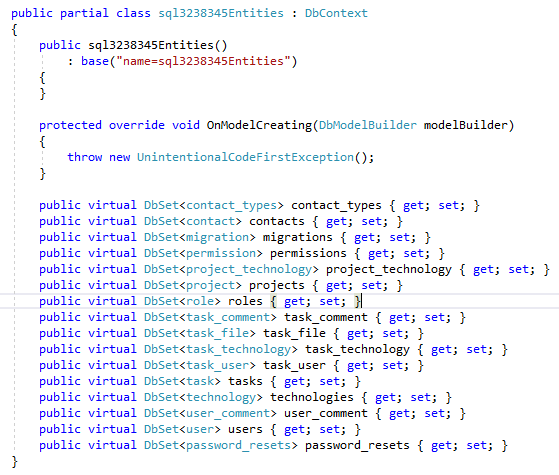 public partial class sql3238345Entities : DbContext
{
    public sql3238345Entities()
        : base("name=sql3238345Entities")
    {
    }

    protected override void OnModelCreating(DbModelBuilder modelBuilder)
    {
        throw new UnintentionalCodeFirstException();
    }

    public virtual DbSet<contact_types> contact_types { get; set; }
    public virtual DbSet<contact> contacts { get; set; }
    public virtual DbSet<migration> migrations { get; set; }
    public virtual DbSet<permission> permissions { get; set; }
    public virtual DbSet<project_technology> project_technology { get; set; }
    public virtual DbSet<project> projects { get; set; }
    public virtual DbSet<role> roles { get; set; }
    public virtual DbSet<task_comment> task_comment { get; set; }
    public virtual DbSet<task_file> task_file { get; set; }
    public virtual DbSet<task_technology> task_technology { get; set; }
    public virtual DbSet<task_user> task_user { get; set; }
    public virtual DbSet<task> tasks { get; set; }
    public virtual DbSet<technology> technologies { get; set; }
    public virtual DbSet<user_comment> user_comment { get; set; }
    public virtual DbSet<user> users { get; set; }
    public virtual DbSet<password_resets> password_resets { get; set; }
}